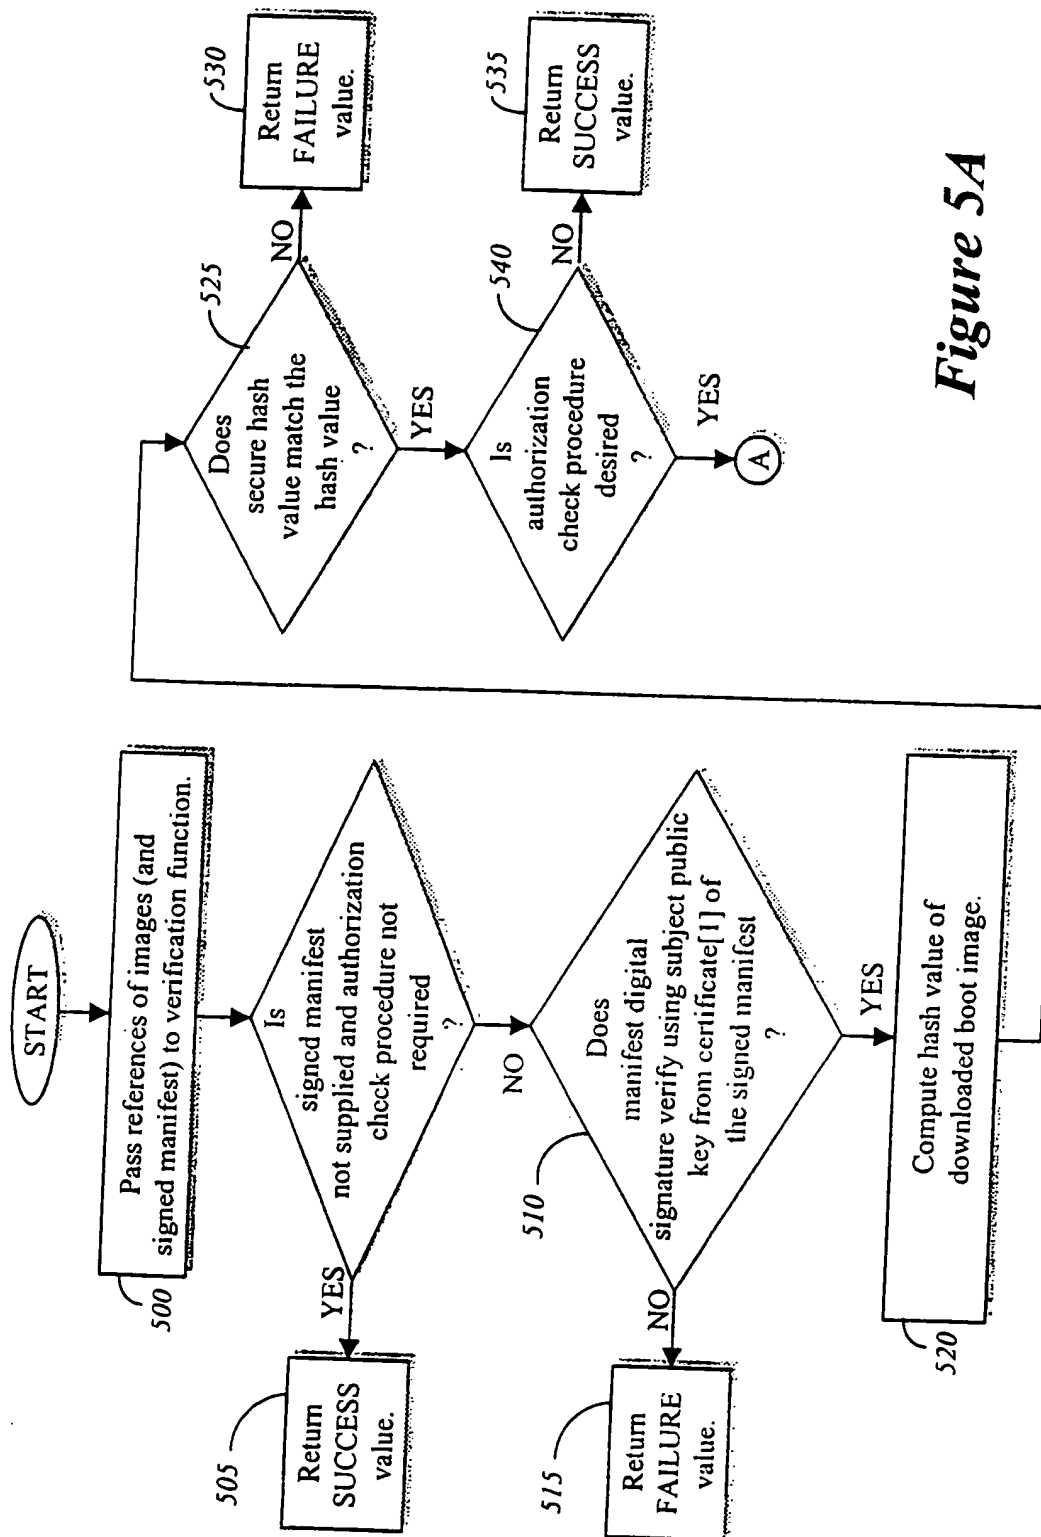 START
Pass references of images (and
signed manifest) to verification function.
500
Is
signed manifest
not supplied and authorization
check procedure not
required
?
YES
505
Return
SUCCESS
value.
NO
510
Does
manifest digital
signature verify using subject public
key from certificate[1] of
the signed manifest
?
NO
515
Return
FAILURE
value.
YES
Compute hash value of
downloaded boot image.
520
Does
secure hash
value match the
hash value
?
525
NO
530
Return
FAILURE
value.
YES
Is
authorization
check procedure
desired
?
540
NO
535
Return
SUCCESS
value.
YES
A
Figure 5A